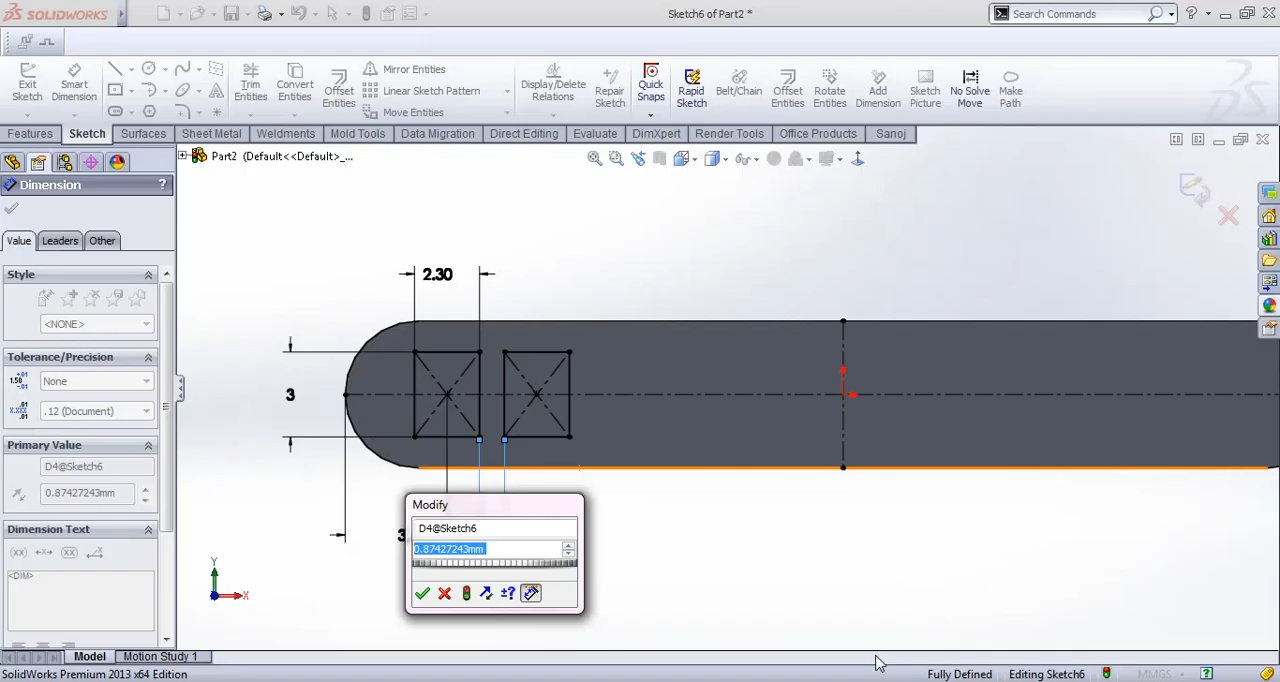 SOLIDWORKS
Sketch6 of Part2 *
Search Commands
Exit Sketch
Smart Dimension
Trim Entities
Convert Entities
Offset Entities
Mirror Entities
Linear Sketch Pattern
Move Entities
Display/Delete Relations
Repair Sketch
Quick Snaps
Rapid Sketch
Belt/Chain
Offset Entities
Rotate Entities
Add Dimension
Sketch Picture
No Solve Move
Make Path
Features
Sketch
Surfaces
Sheet Metal
Weldments
Mold Tools
Data Migration
Direct Editing
Evaluate
DimXpert
Render Tools
Office Products
Sanoj
Part2 (Default<<Default>_...
Dimension
?
Value
Leaders
Other
Style
<NONE>
Tolerance/Precision
None
.12 (Document)
Primary Value
D4@Sketch6
0.87427243mm
Dimension Text
<DIM>
2.30
3
3
Modify
D4@Sketch6
0.87427243mm
Y
X
Model
Motion Study 1
SolidWorks Premium 2013 x64 Edition
Fully Defined
Editing Sketch6
MMGS